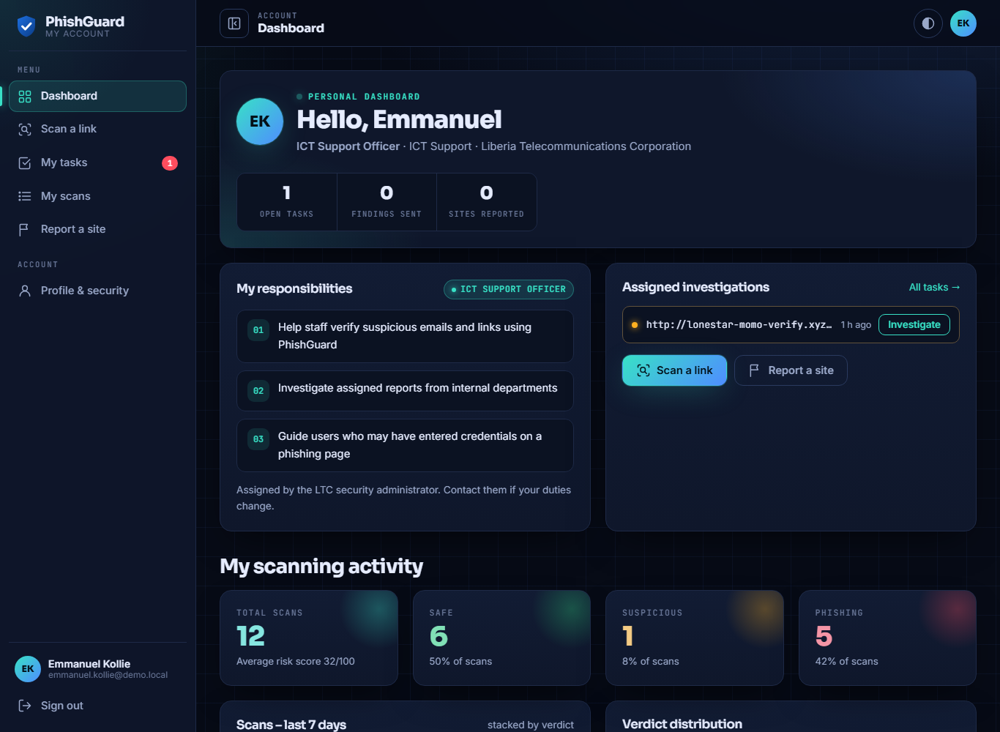 PhishGuard
MY ACCOUNT
MENU
Dashboard
Scan a link
My tasks
1
My scans
Report a site
ACCOUNT
Profile & security
EK
Emmanuel Kollie
emmanuel.kollie@demo.local
Sign out
ACCOUNT
Dashboard
EK
EK
PERSONAL DASHBOARD
Hello, Emmanuel
ICT Support Officer · ICT Support · Liberia Telecommunications Corporation
1
OPEN TASKS
0
FINDINGS SENT
0
SITES REPORTED
My responsibilities
ICT SUPPORT OFFICER
01
Help staff verify suspicious emails and links using
PhishGuard
02
Investigate assigned reports from internal departments
03
Guide users who may have entered credentials on a
phishing page
Assigned by the LTC security administrator. Contact them if your duties
change.
Assigned investigations
All tasks →
http://lonestar-momo-verify.xyz…
1 h ago
Investigate
Scan a link
Report a site
My scanning activity
TOTAL SCANS
12
Average risk score 32/100
SAFE
6
50% of scans
SUSPICIOUS
1
8% of scans
PHISHING
5
42% of scans
Scans – last 7 days
stacked by verdict
Verdict distribution